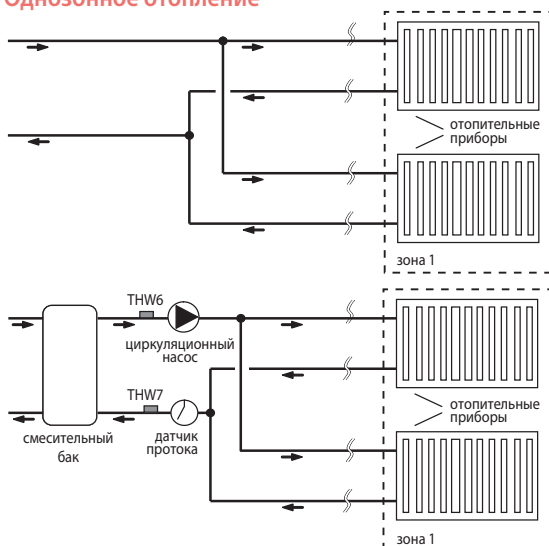 Однозонное отопление
отопительные
приборы
зона 1
THW6
циркуляционный
насос
THW7
смесительный
бак
датчик
протока
отопительные
приборы
зона 1